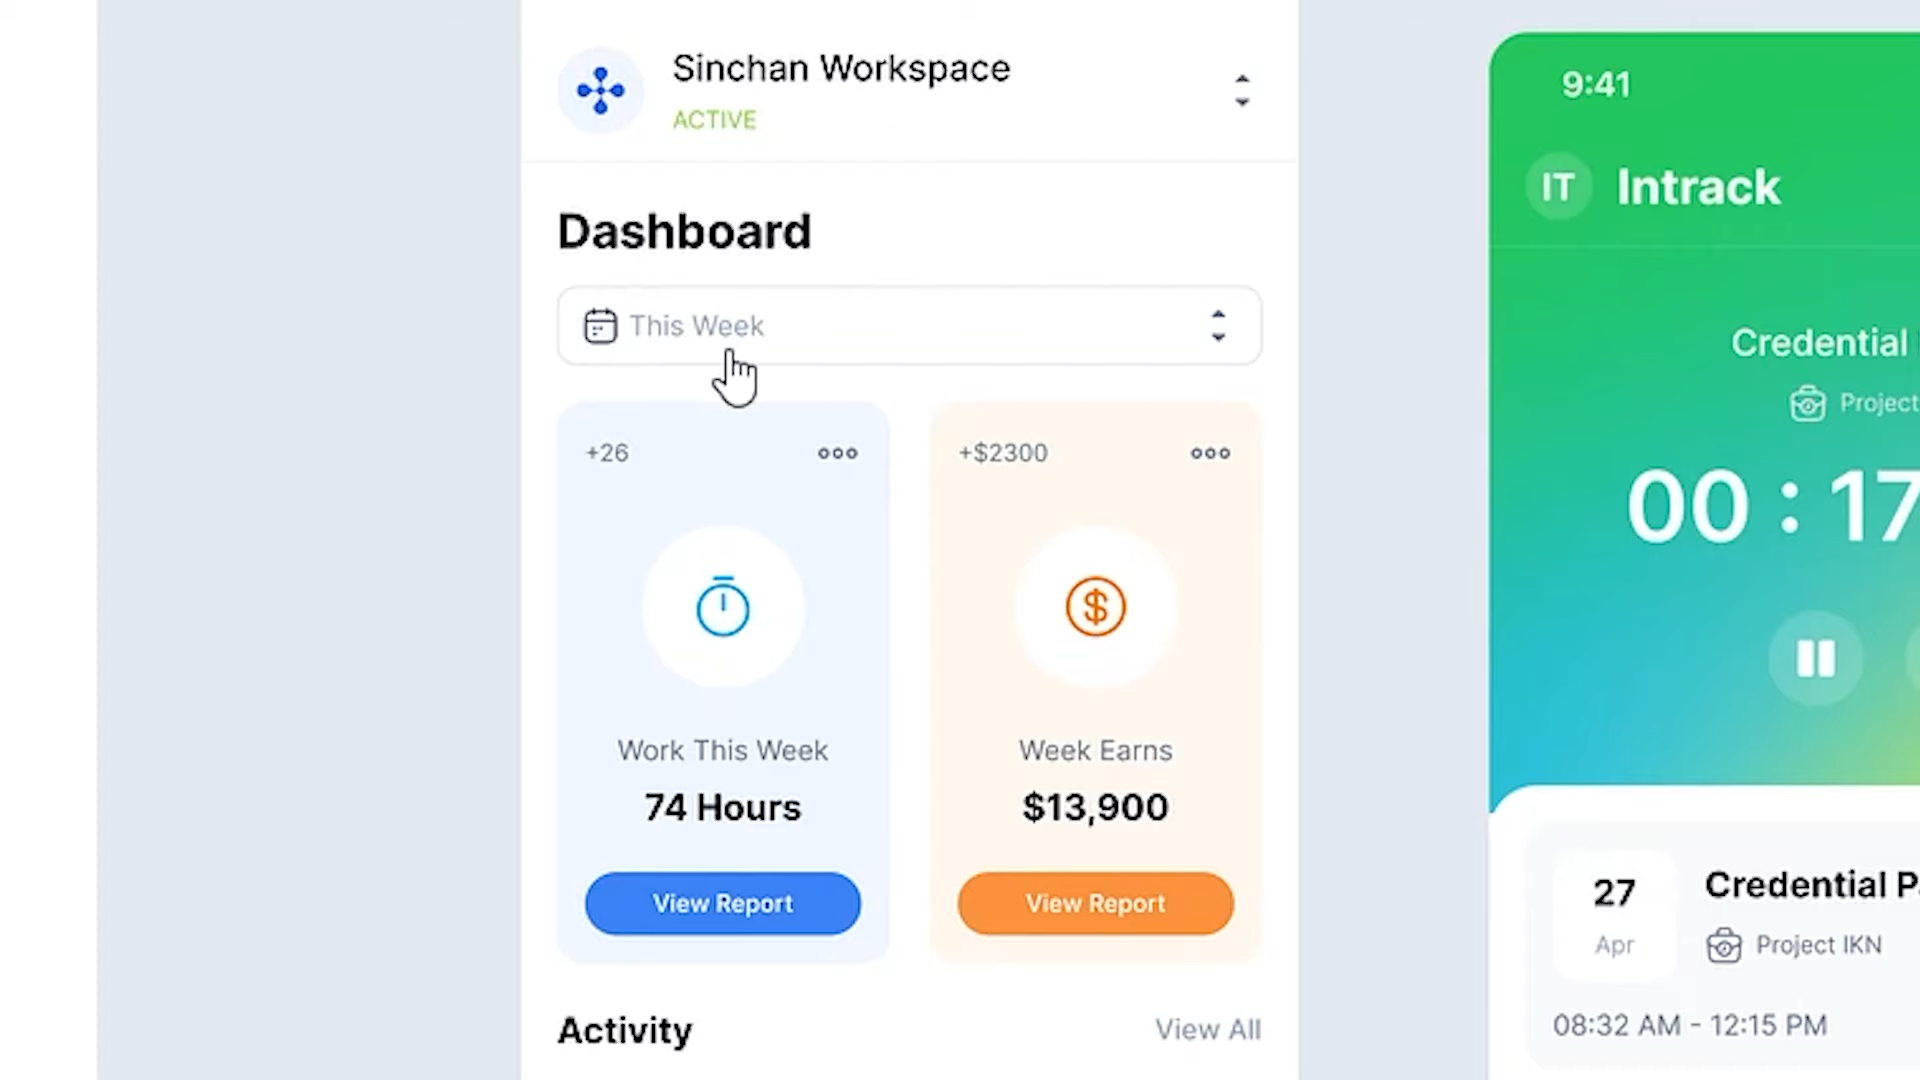 Sinchan Workspace
ACTIVE
Dashboard
This Week
+26
Work This Week
74 Hours
View Report
+$2300
Week Earns
$13,900
View Report
Activity
View All
9:41
IT Intrack
Credential
Project
00 : 17
27
Apr
Credential P
Project IKN
08:32 AM - 12:15 PM